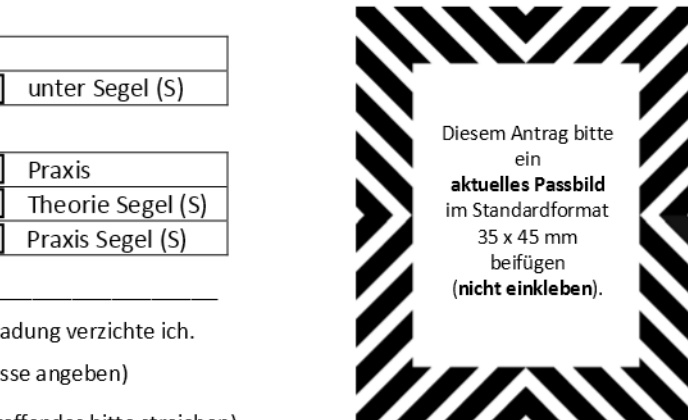 unter Segel (S)
Praxis
Theorie Segel (S)
Praxis Segel (S)
adung verzichte ich.
sse angeben)
Diesem Antrag bitte
ein
aktuelles Passbild
im Standardformat
35 x 45 mm
beifügen
(nicht einkleben).